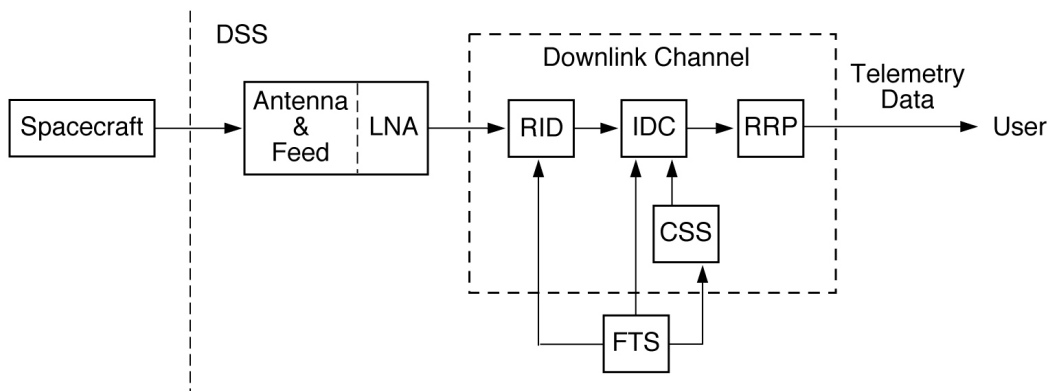 DSS
Downlink Channel
Telemetry
Data
Spacecraft
Antenna
&
Feed
LNA
RID
IDC
RRP
User
CSS
FTS